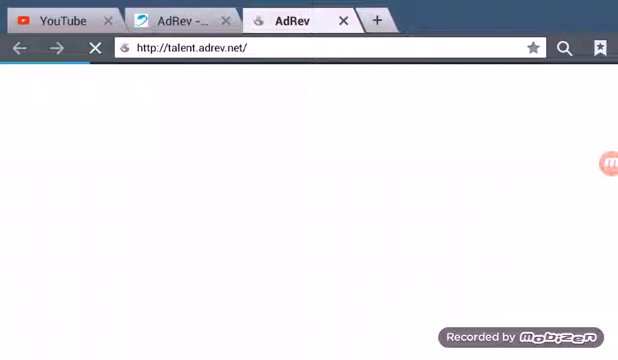 YouTube
AdRev -...
AdRev
http://talent.adrev.net/
Recorded by mobizen